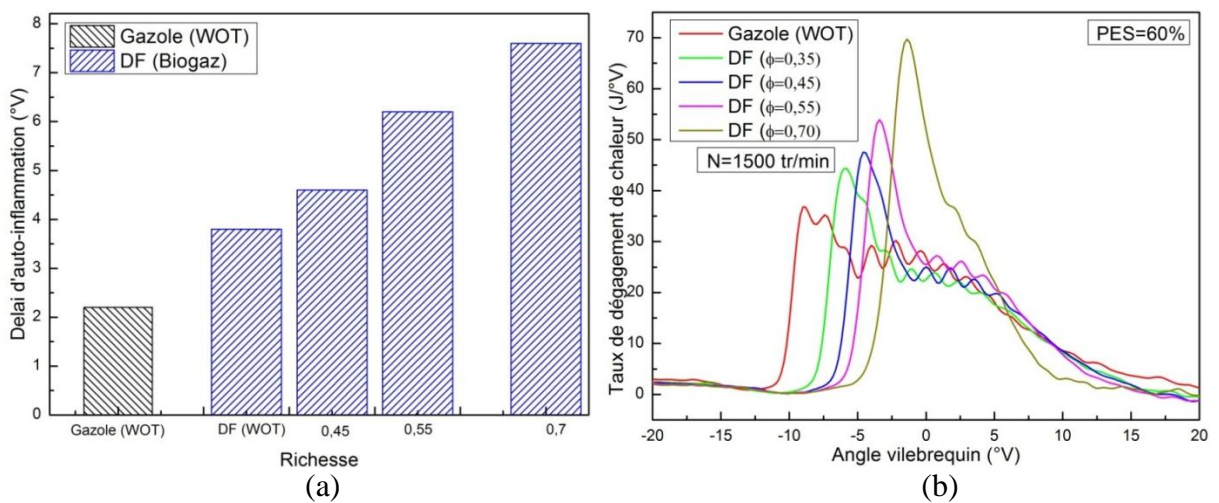 Gazole (WOT)
DF (Biogaz)
Delai d'auto-inflammation (°V)
8
7
6
5
4
3
2
1
0
Gazole (WOT) DF (WOT) 0,45 0,55 0,7
Richesse
(a)
Gazole (WOT)
DF (ϕ=0,35)
DF (ϕ=0,45)
DF (ϕ=0,55)
DF (ϕ=0,70)
PES=60%
N=1500 tr/min
Taux de dégagement de chaleur (J/°V)
70
60
50
40
30
20
10
0
-20 -15 -10 -5 0 5 10 15 20
Angle vilebrequin (°V)
(b)